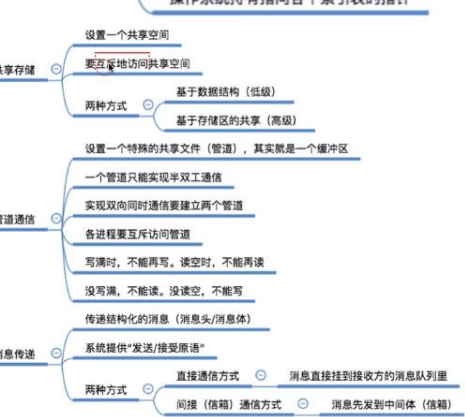 设置一个共享空间
要互斥地访问共享空间
享存储
两种方式
基于数据结构（低级）
基于存储区的共享（高级）
设置一个特殊的共享文件（管道），其实就是一个缓冲区
一个管道只能实现半双工通信
实现双向同时通信要建立两个管道
道通信
各进程要互斥访问管道
写满时，不能再写。读空时，不能再读
没写满，不能读。没读空，不能写
传递结构化的消息（消息头/消息体）
系统提供“发送/接受原语”
息传递
两种方式
直接通信方式
消息直接挂到接收方的消息队列里
间接（信箱）通信方式
消息先发到中间体（信箱）